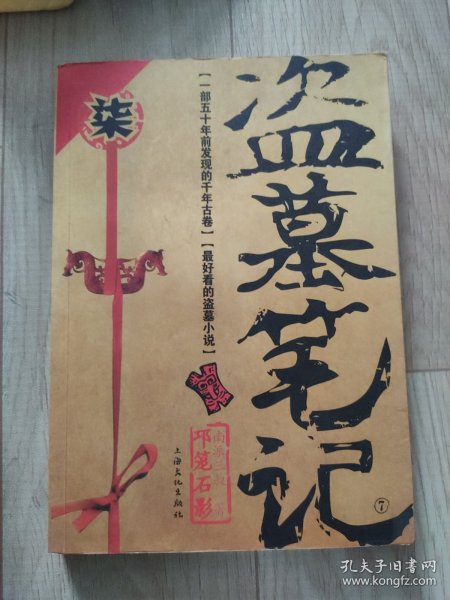 盗墓笔记
⑦
柒
【一部五十年前发现的千年古卷】【最好看的盗墓小说】
南派三叔 著
邛笼石影
上海文化出版社
孔夫子旧书网
www.kongfz.com